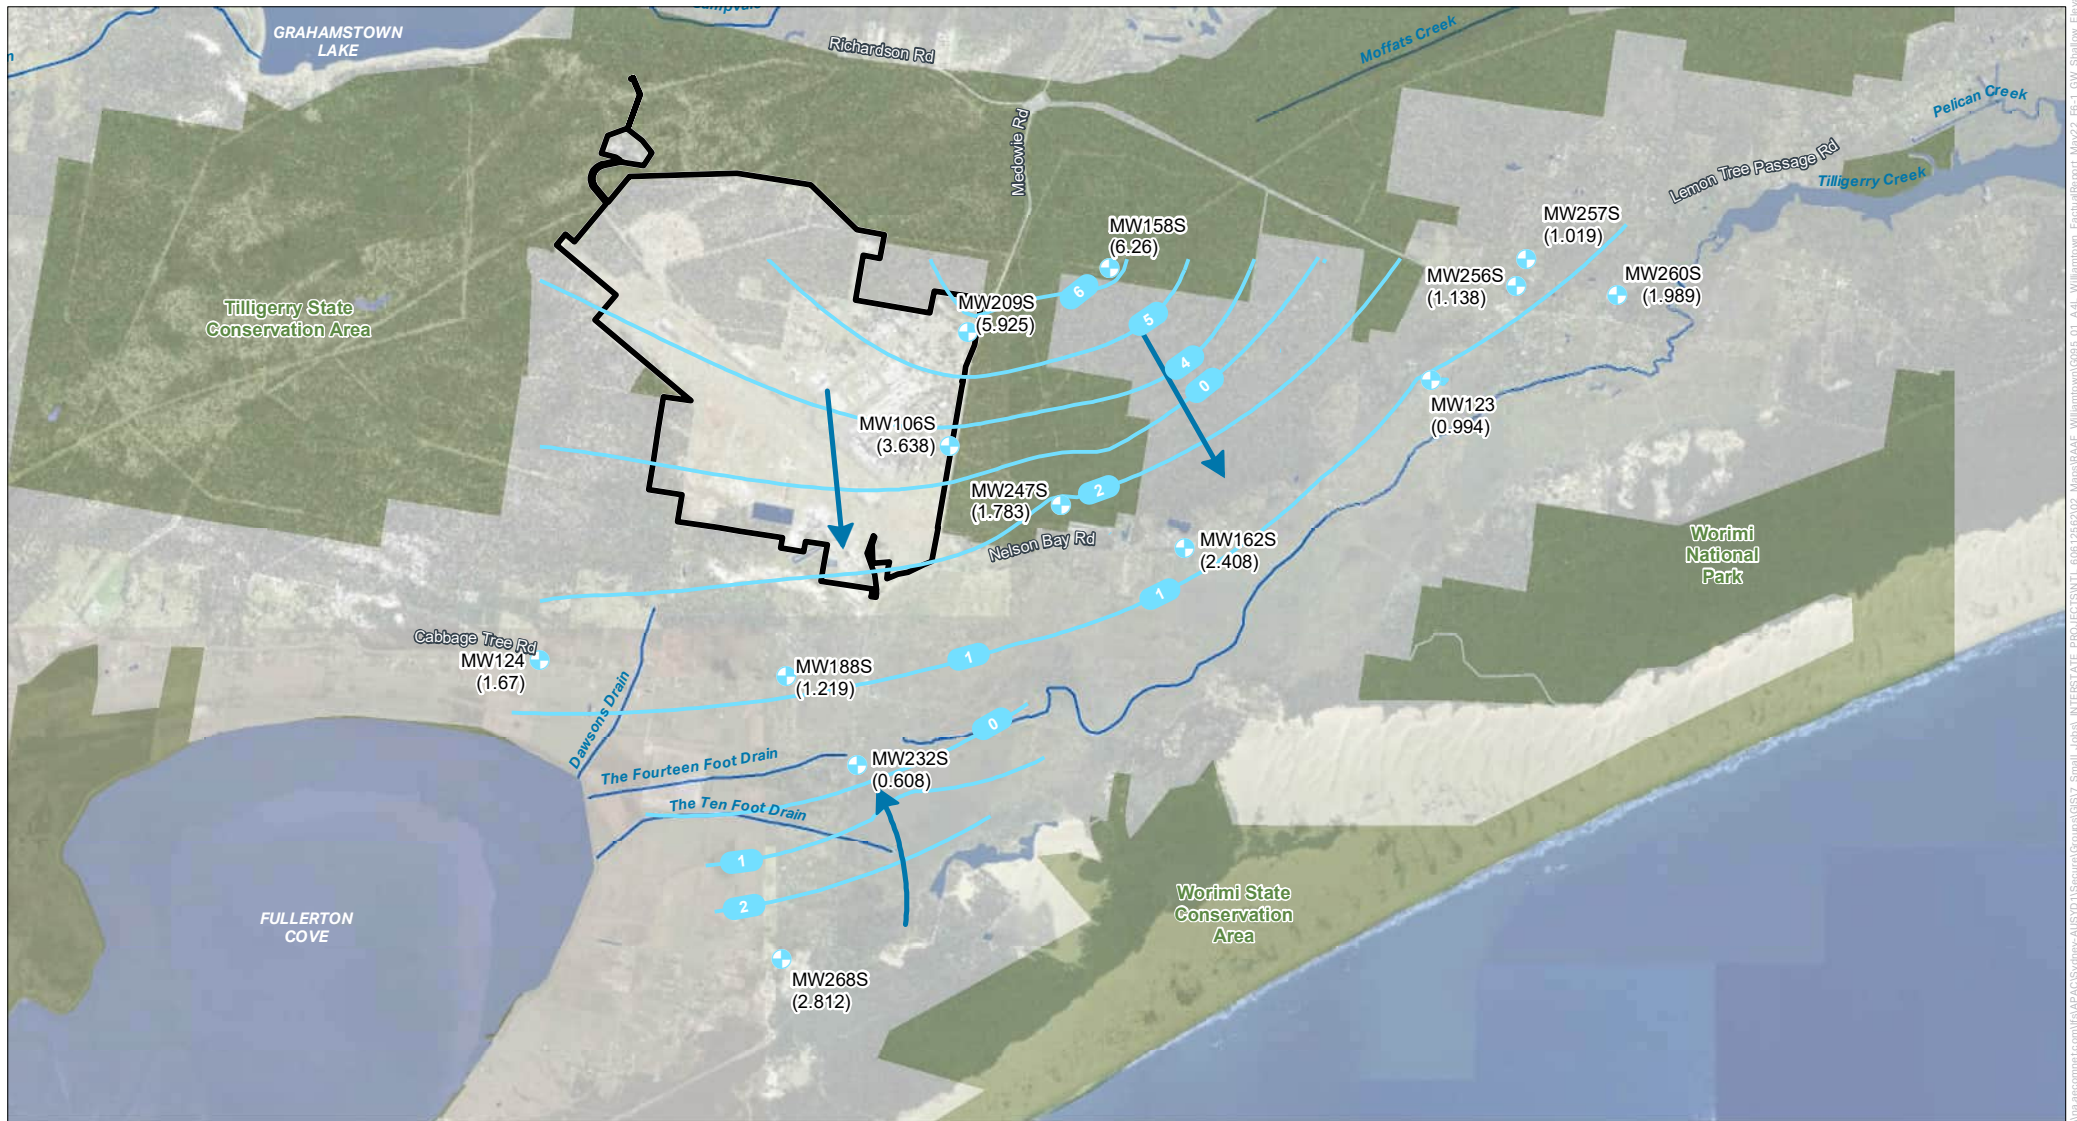 GRAHAMSTOWN
LAKE
Richardson Rd
Moffats Creek
Pelican Creek
Medowie Rd
Lemon Tree Passage Rd
Tilligerry Creek
MW158S
(6.26)
MW257S
(1.019)
MW256S
(1.138)
MW260S
(1.989)
Tilligerry State
Conservation Area
MW209S
(5.925)
6
5
4
0
MW123
(0.994)
MW106S
(3.638)
MW247S
(1.783)
2
Nelson Bay Rd
MW162S
(2.408)
Worimi
National
Park
1
1
Cabbage Tree Rd
MW124
(1.67)
MW188S
(1.219)
Dawsons Drain
0
The Fourteen Foot Drain
MW232S
(0.608)
The Ten Foot Drain
1
2
FULLERTON
COVE
Worimi State
Conservation
Area
MW268S
(2.812)